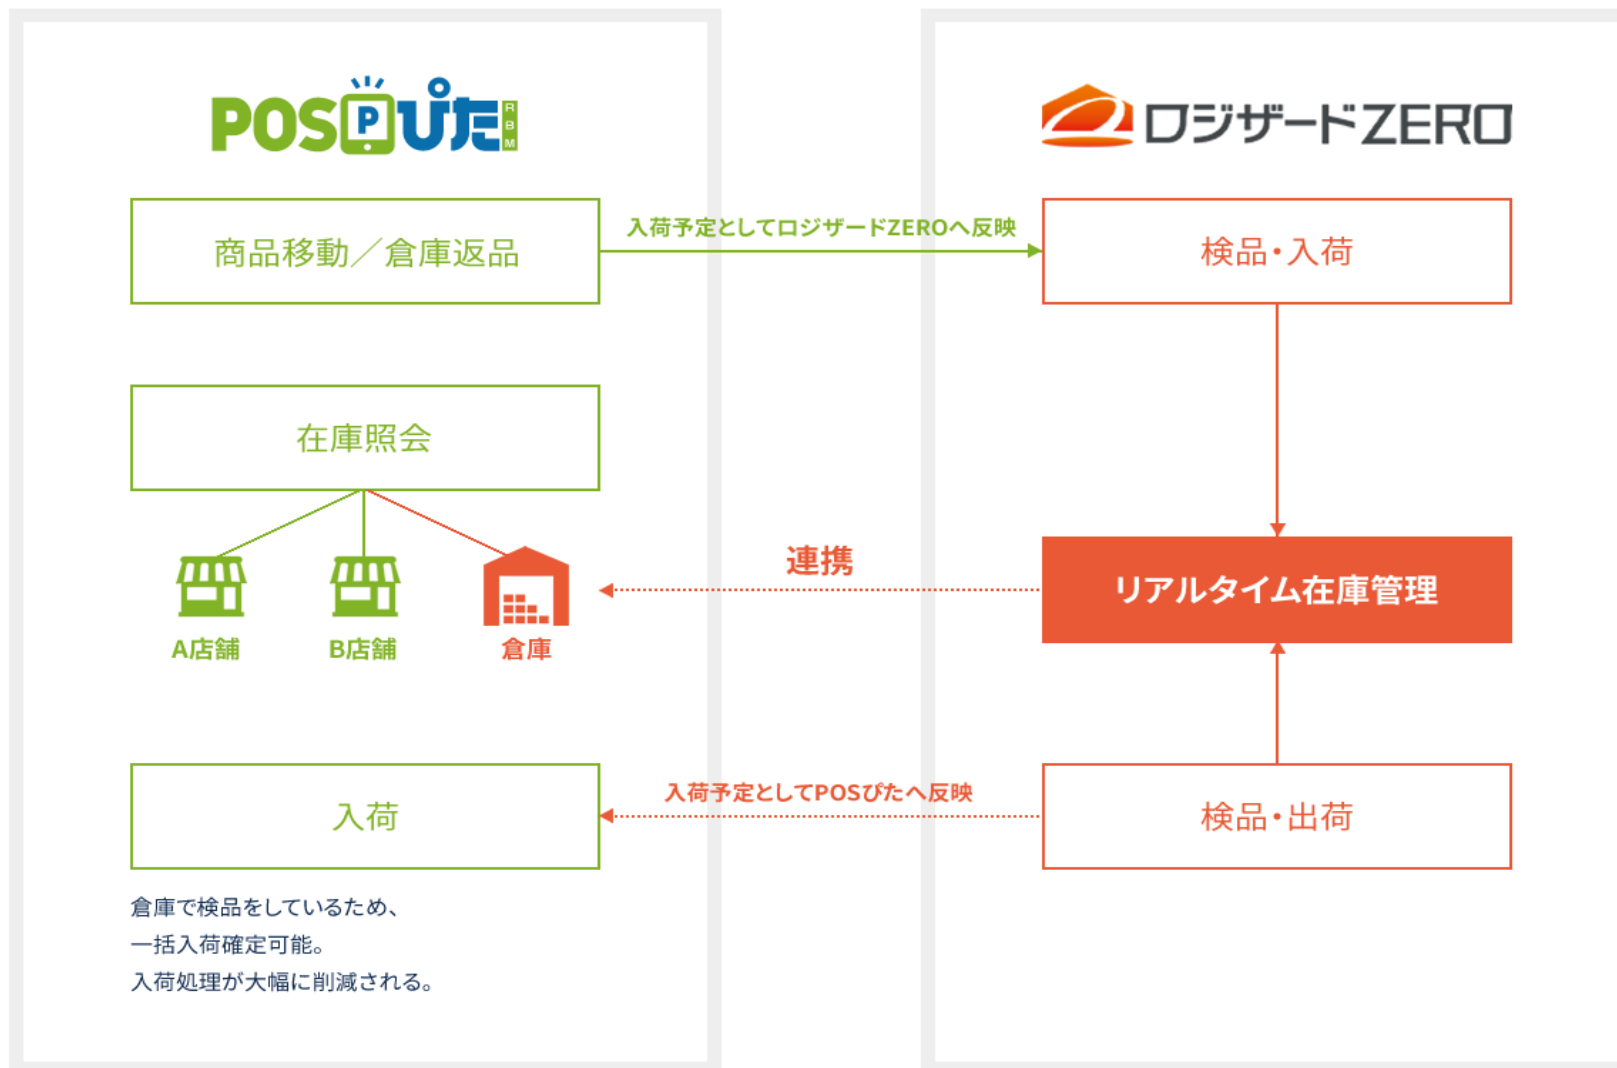 POSぴた RBM
ロジザードZERO
商品移動／倉庫返品
入荷予定としてロジザードZEROへ反映
検品・入荷
在庫照会
A店舗
B店舗
倉庫
連携
リアルタイム在庫管理
入荷
入荷予定としてPOSぴたへ反映
検品・出荷
倉庫で検品をしているため、
一括入荷確定可能。
入荷処理が大幅に削減される。